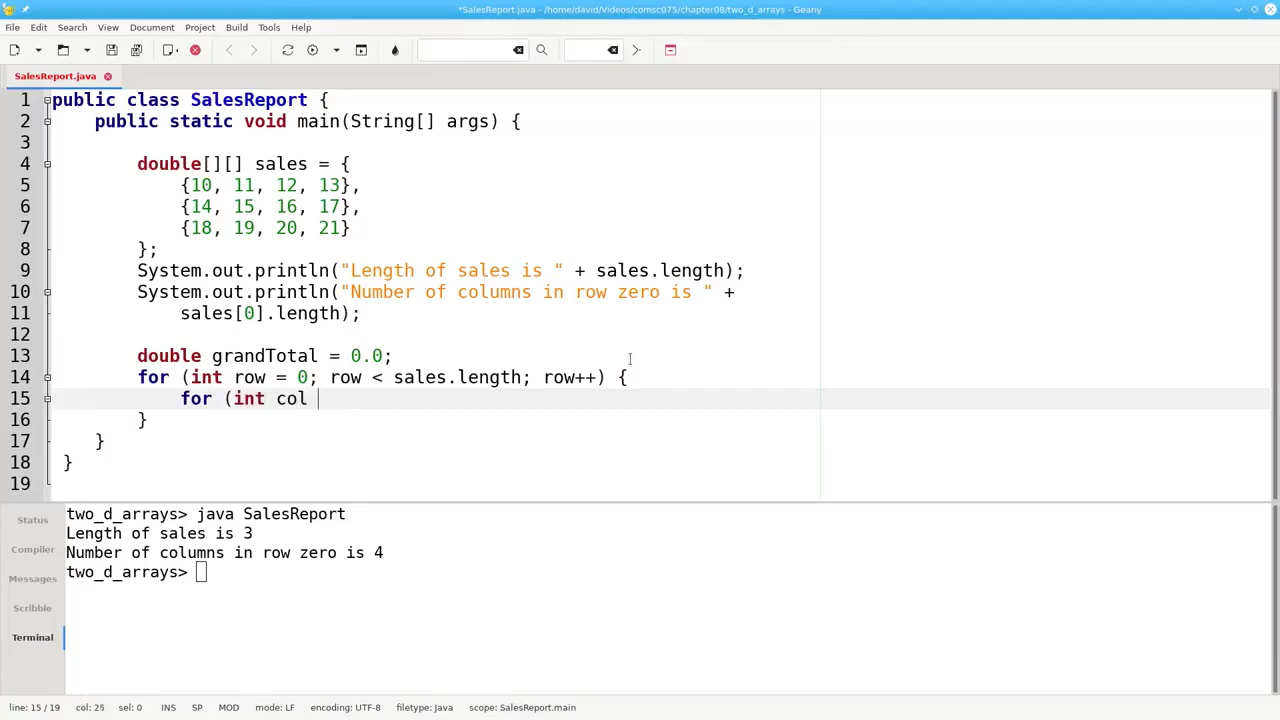 *SalesReport.java - /home/david/Videos/comsc075/chapter08/two_d_arrays - Geany
File Edit Search View Document Project Build Tools Help
SalesReport.java
1 public class SalesReport {
2     public static void main(String[] args) {
3
4         double[][] sales = {
5             {10, 11, 12, 13},
6             {14, 15, 16, 17},
7             {18, 19, 20, 21}
8         };
9         System.out.println("Length of sales is " + sales.length);
10         System.out.println("Number of columns in row zero is " +
11             sales[0].length);
12
13         double grandTotal = 0.0;
14         for (int row = 0; row < sales.length; row++) {
15             for (int col
16         }
17     }
18  }
19
Status
Compiler
Messages
Scribble
Terminal
two_d_arrays> java SalesReport
Length of sales is 3
Number of columns in row zero is 4
two_d_arrays>
line: 15 / 19 col: 25 sel: 0 INS SP MOD mode: LF encoding: UTF-8 filetype: Java scope: SalesReport.main